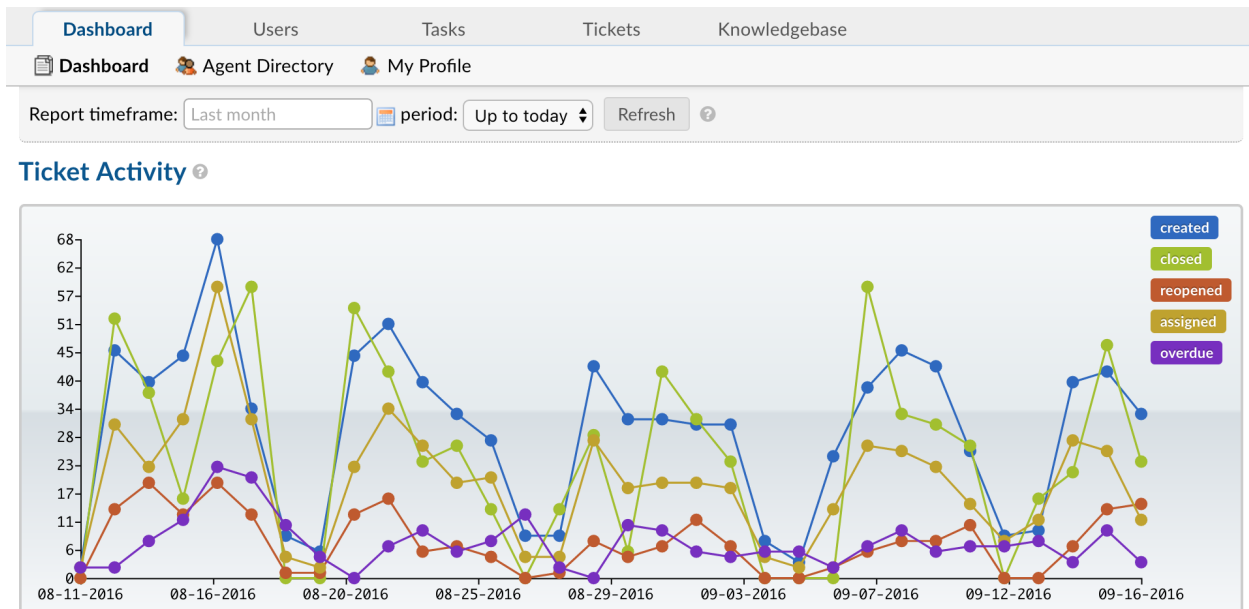 Dashboard Users Tasks Tickets Knowledgebase
Dashboard Agent Directory My Profile
Report timeframe: Last month period: Up to today Refresh ?
Ticket Activity ?
created
closed
reopened
assigned
overdue
68
62
57
51
45
40
34
28
23
17
11
6
0
08-11-2016 08-16-2016 08-20-2016 08-25-2016 08-29-2016 09-03-2016 09-07-2016 09-12-2016 09-16-2016